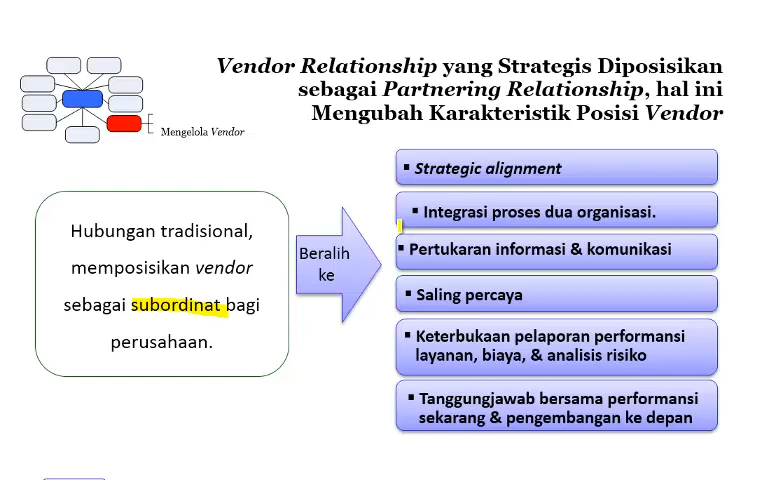 Vendor Relationship yang Strategis Diposisikan
sebagai Partnering Relationship, hal ini
Mengubah Karakteristik Posisi Vendor
Mengelola Vendor
Hubungan tradisional,
memposisikan vendor
sebagai subordinat bagi
perusahaan.
Beralih
ke
▪ Strategic alignment
▪ Integrasi proses dua organisasi.
▪ Pertukaran informasi & komunikasi
▪ Saling percaya
▪ Keterbukaan pelaporan performansi
layanan, biaya, & analisis risiko
▪ Tanggungjawab bersama performansi
sekarang & pengembangan ke depan